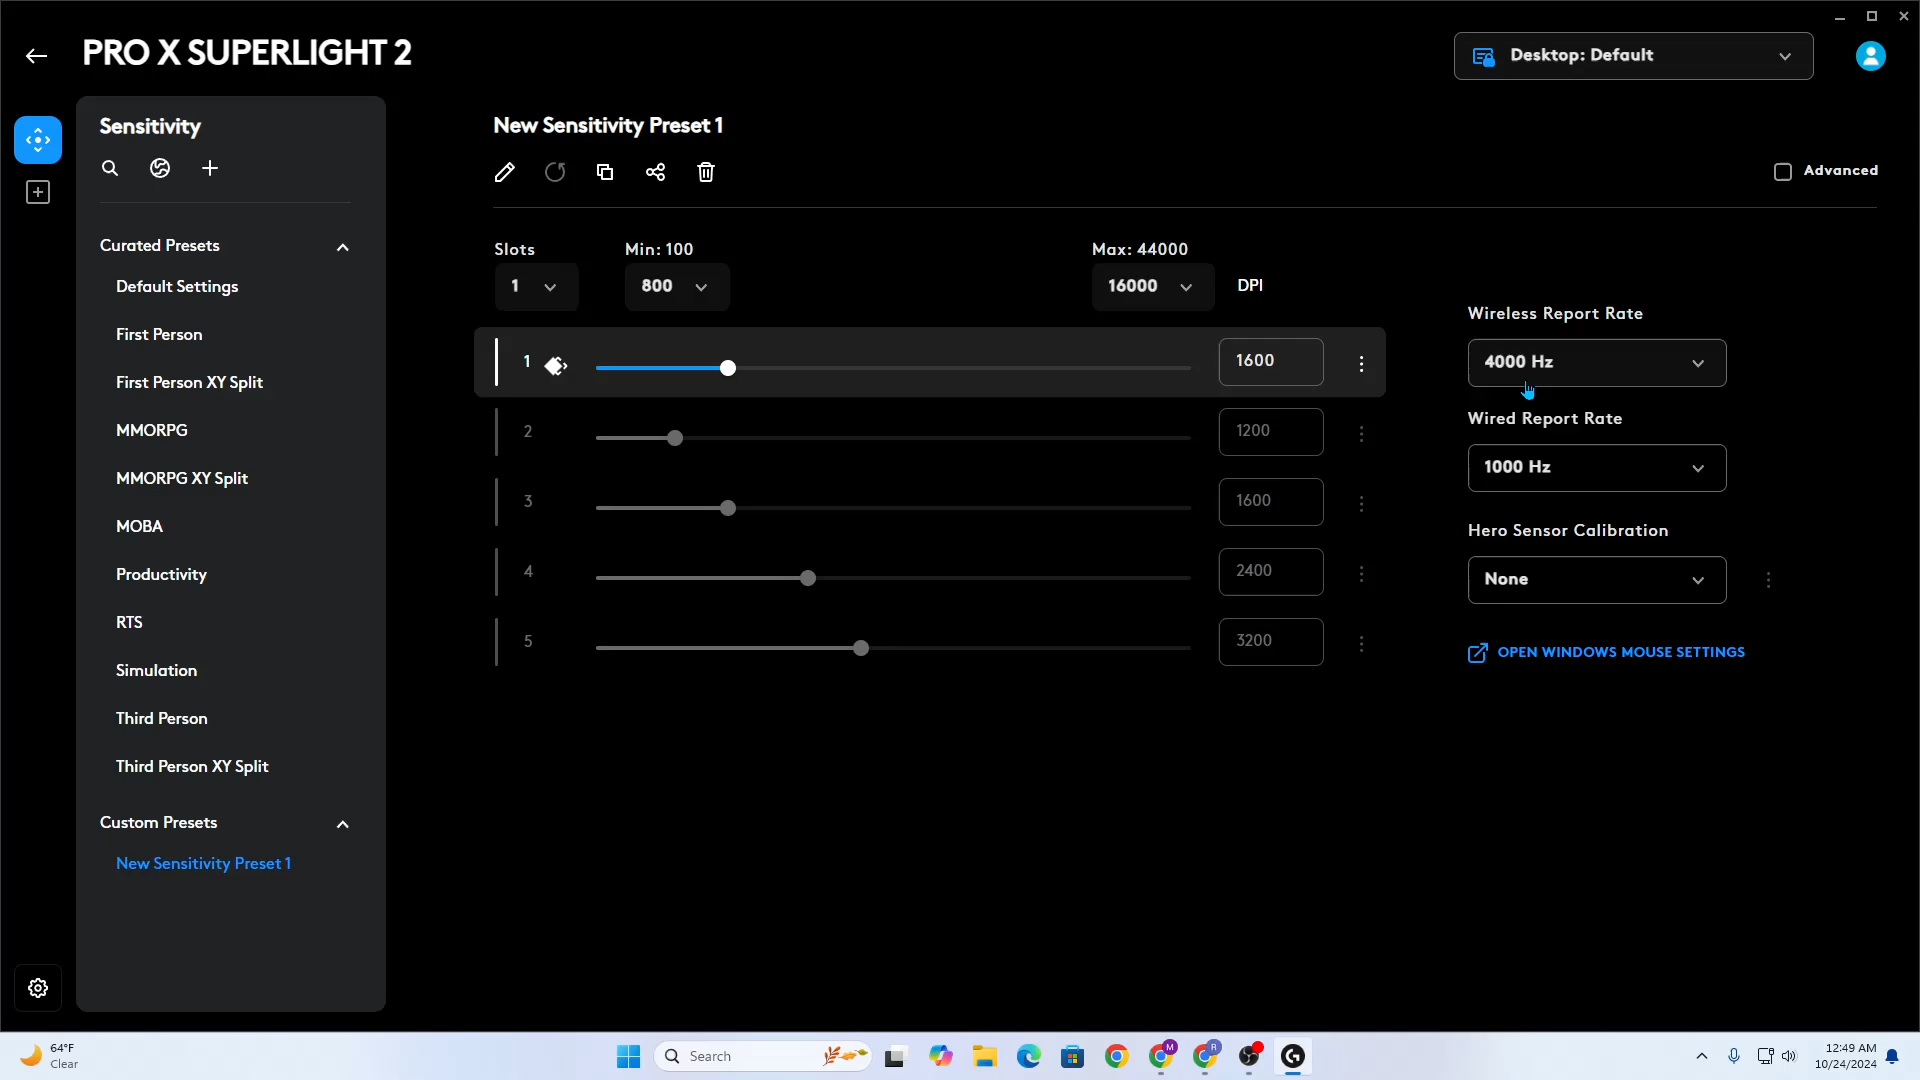 PRO X SUPERLIGHT 2
Desktop: Default
Sensitivity
Curated Presets
Default Settings
First Person
First Person XY Split
MMORPG
MMORPG XY Split
MOBA
Productivity
RTS
Simulation
Third Person
Third Person XY Split
Custom Presets
New Sensitivity Preset 1
New Sensitivity Preset 1
Advanced
Slots
Min: 100
Max: 44000
1
800
16000
DPI
1
1600
2
1200
3
1600
4
2400
5
3200
Wireless Report Rate
4000 Hz
Wired Report Rate
1000 Hz
Hero Sensor Calibration
None
OPEN WINDOWS MOUSE SETTINGS
64°F
Clear
Search
M
R
12:49 AM
10/24/2024